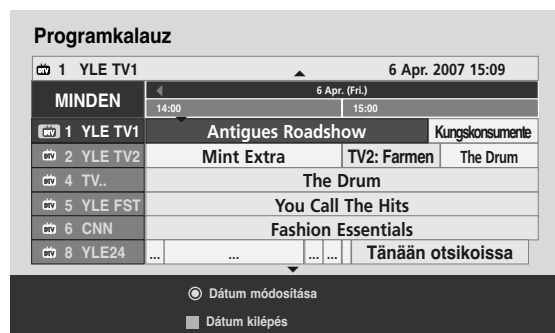 Programkalauz
1 YLE TV1 6 Apr. 2007 15:09
MINDEN 6 Apr. (Fri.)
14:00 15:00
1 YLE TV1 Antigues Roadshow Kungskonsumente
2 YLE TV2 Mint Extra TV2: Farmen The Drum
4 TV.. The Drum
5 YLE FST You Call The Hits
6 CNN Fashion Essentials
8 YLE24 ... ... ... ... Tänään otsikoissa
Dátum módosítása
Dátum kilépés